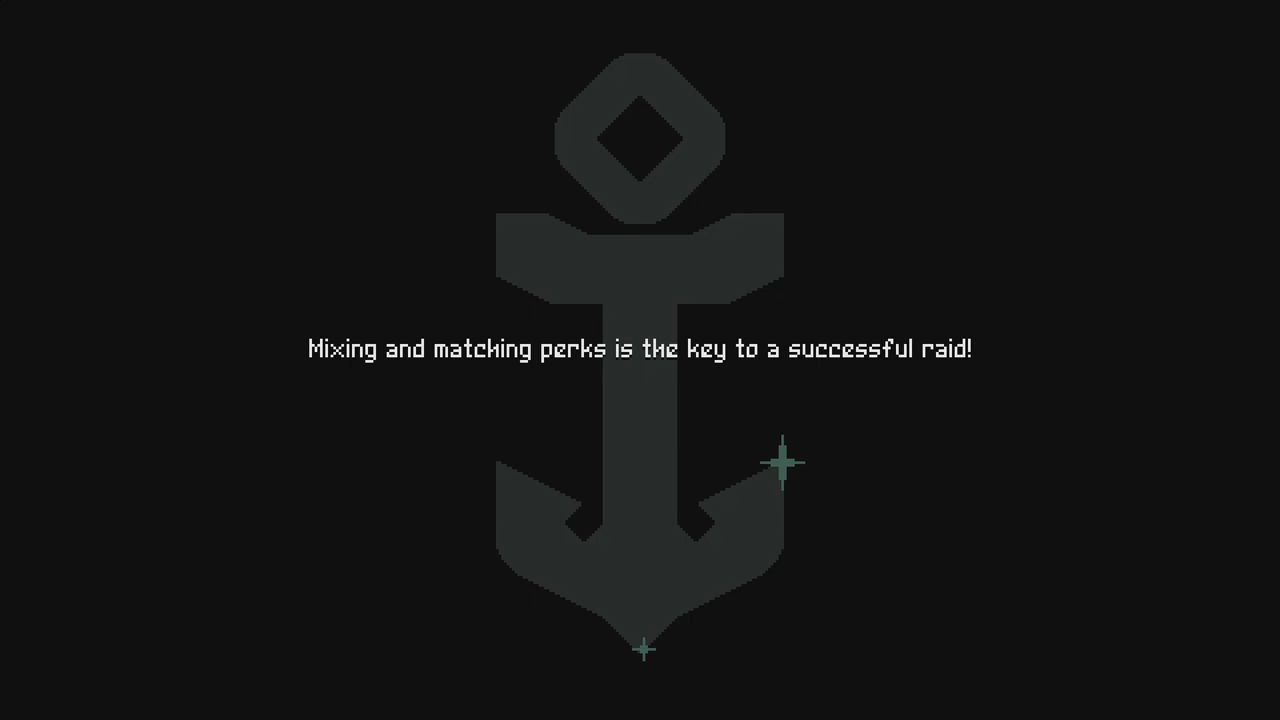 Mixing and matching perks is the key to a successful raid!